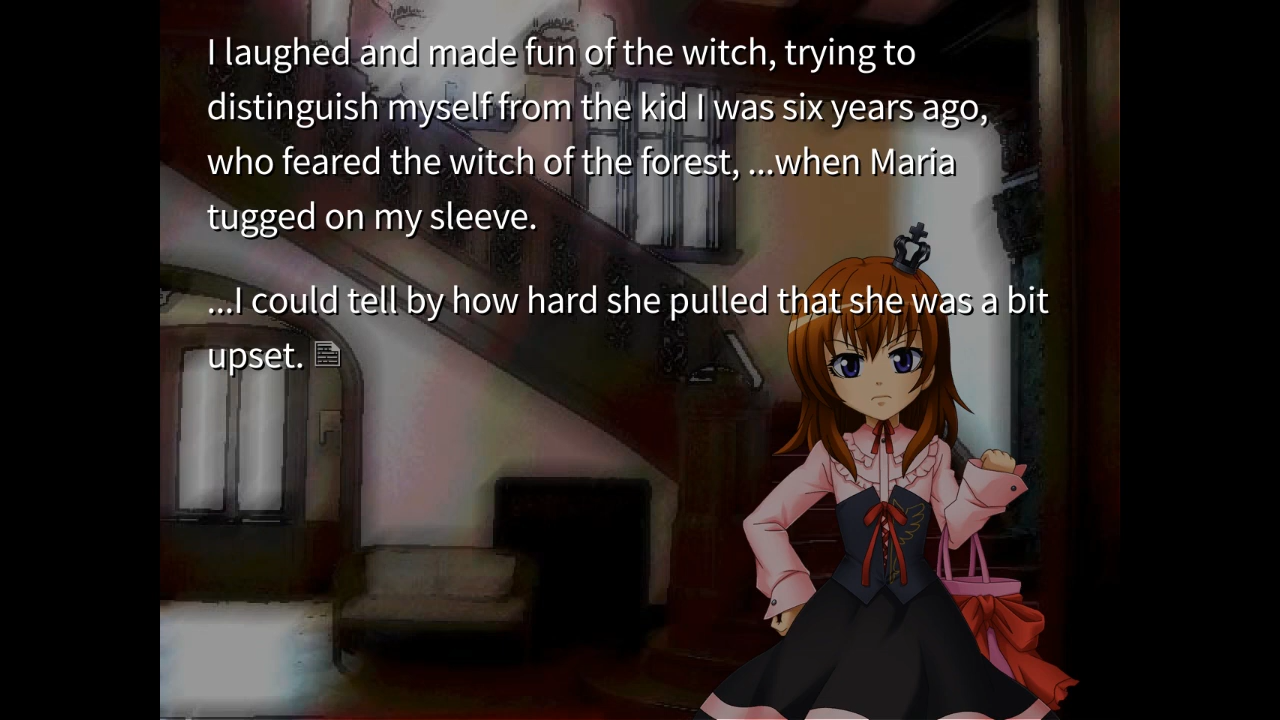 I laughed and made fun of the witch, trying to
distinguish myself from the kid I was six years ago,
who feared the witch of the forest, ...when Maria
tugged on my sleeve.
...I could tell by how hard she pulled that she was a bit
upset.